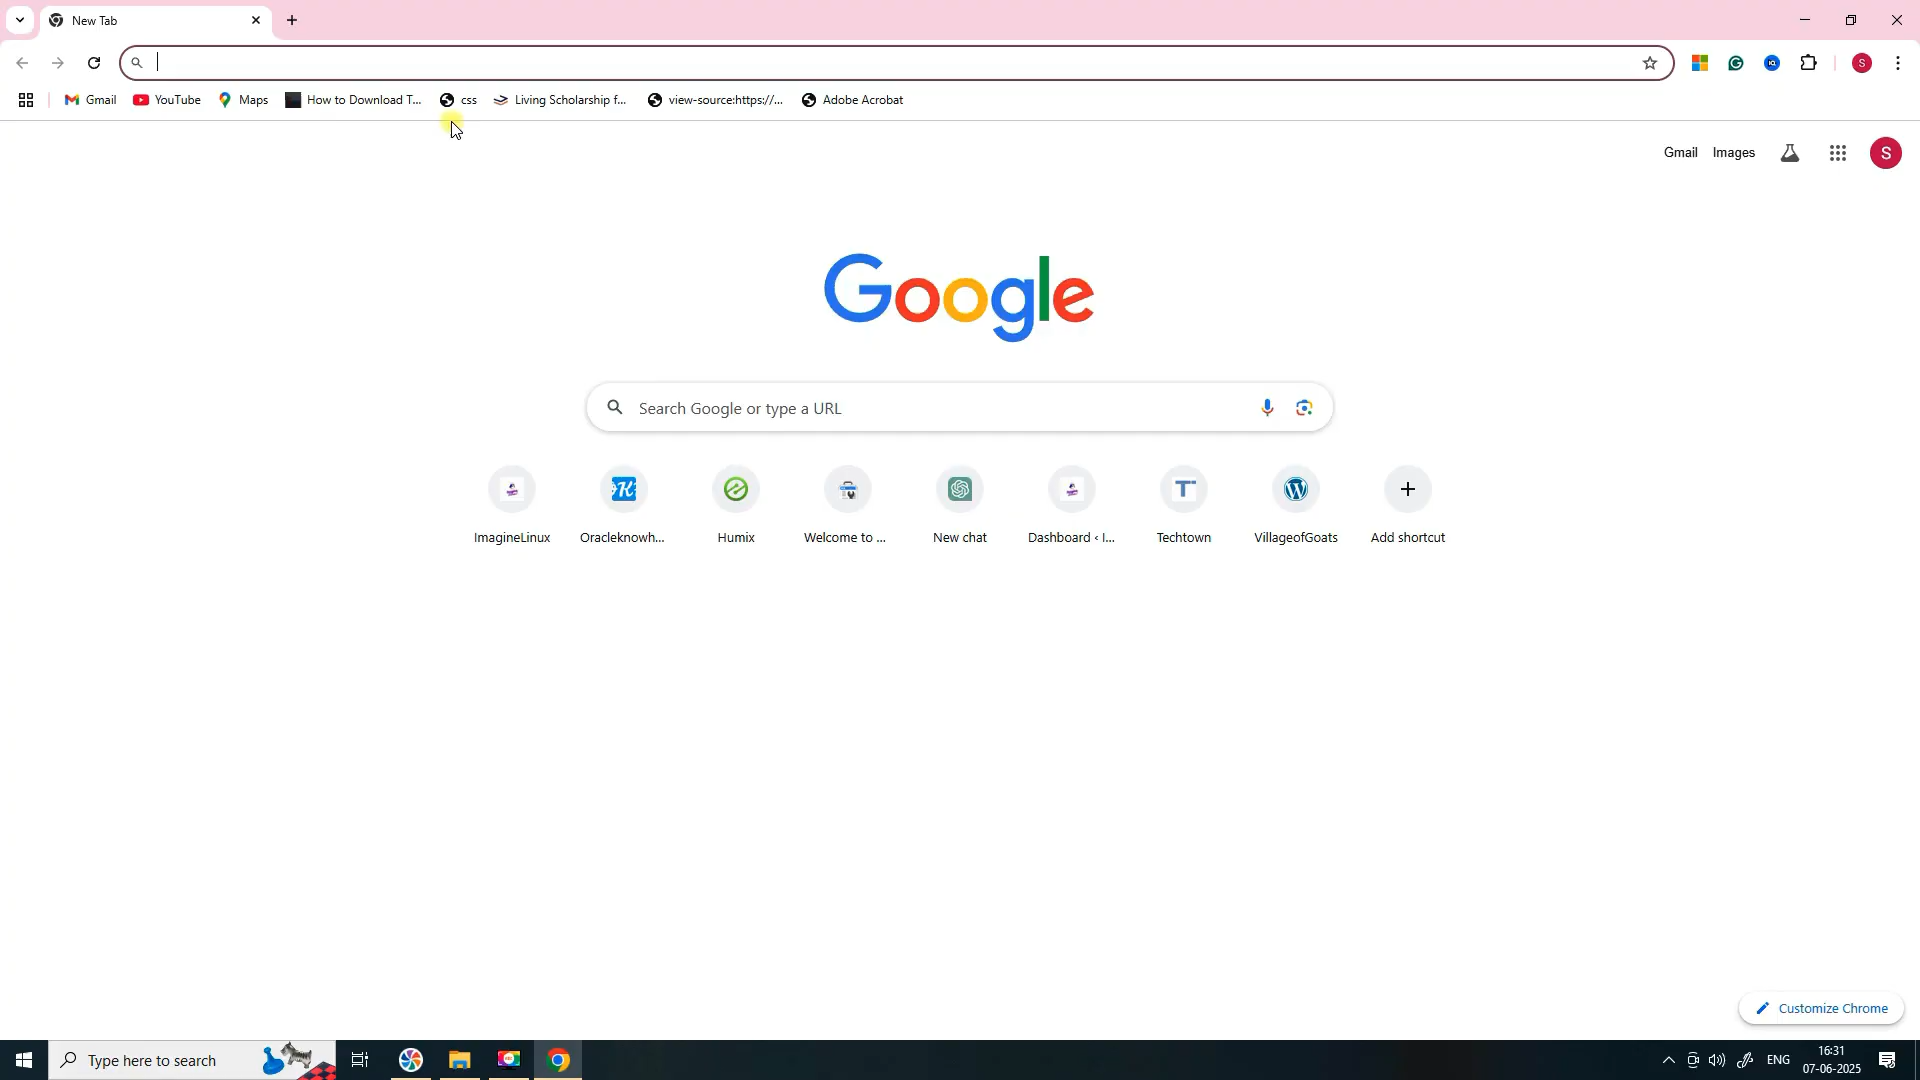 New Tab
Gmail YouTube Maps How to Download T... css Living Scholarship f... view-source:https://... Adobe Acrobat
S
Gmail Images S
Google
Search Google or type a URL
ImagineLinux Oracleknowh... Humix Welcome to ... New chat Dashboard ‹ I... Techtown VillageofGoats Add shortcut
Customize Chrome
Type here to search
ENG
16:31
07-06-2025